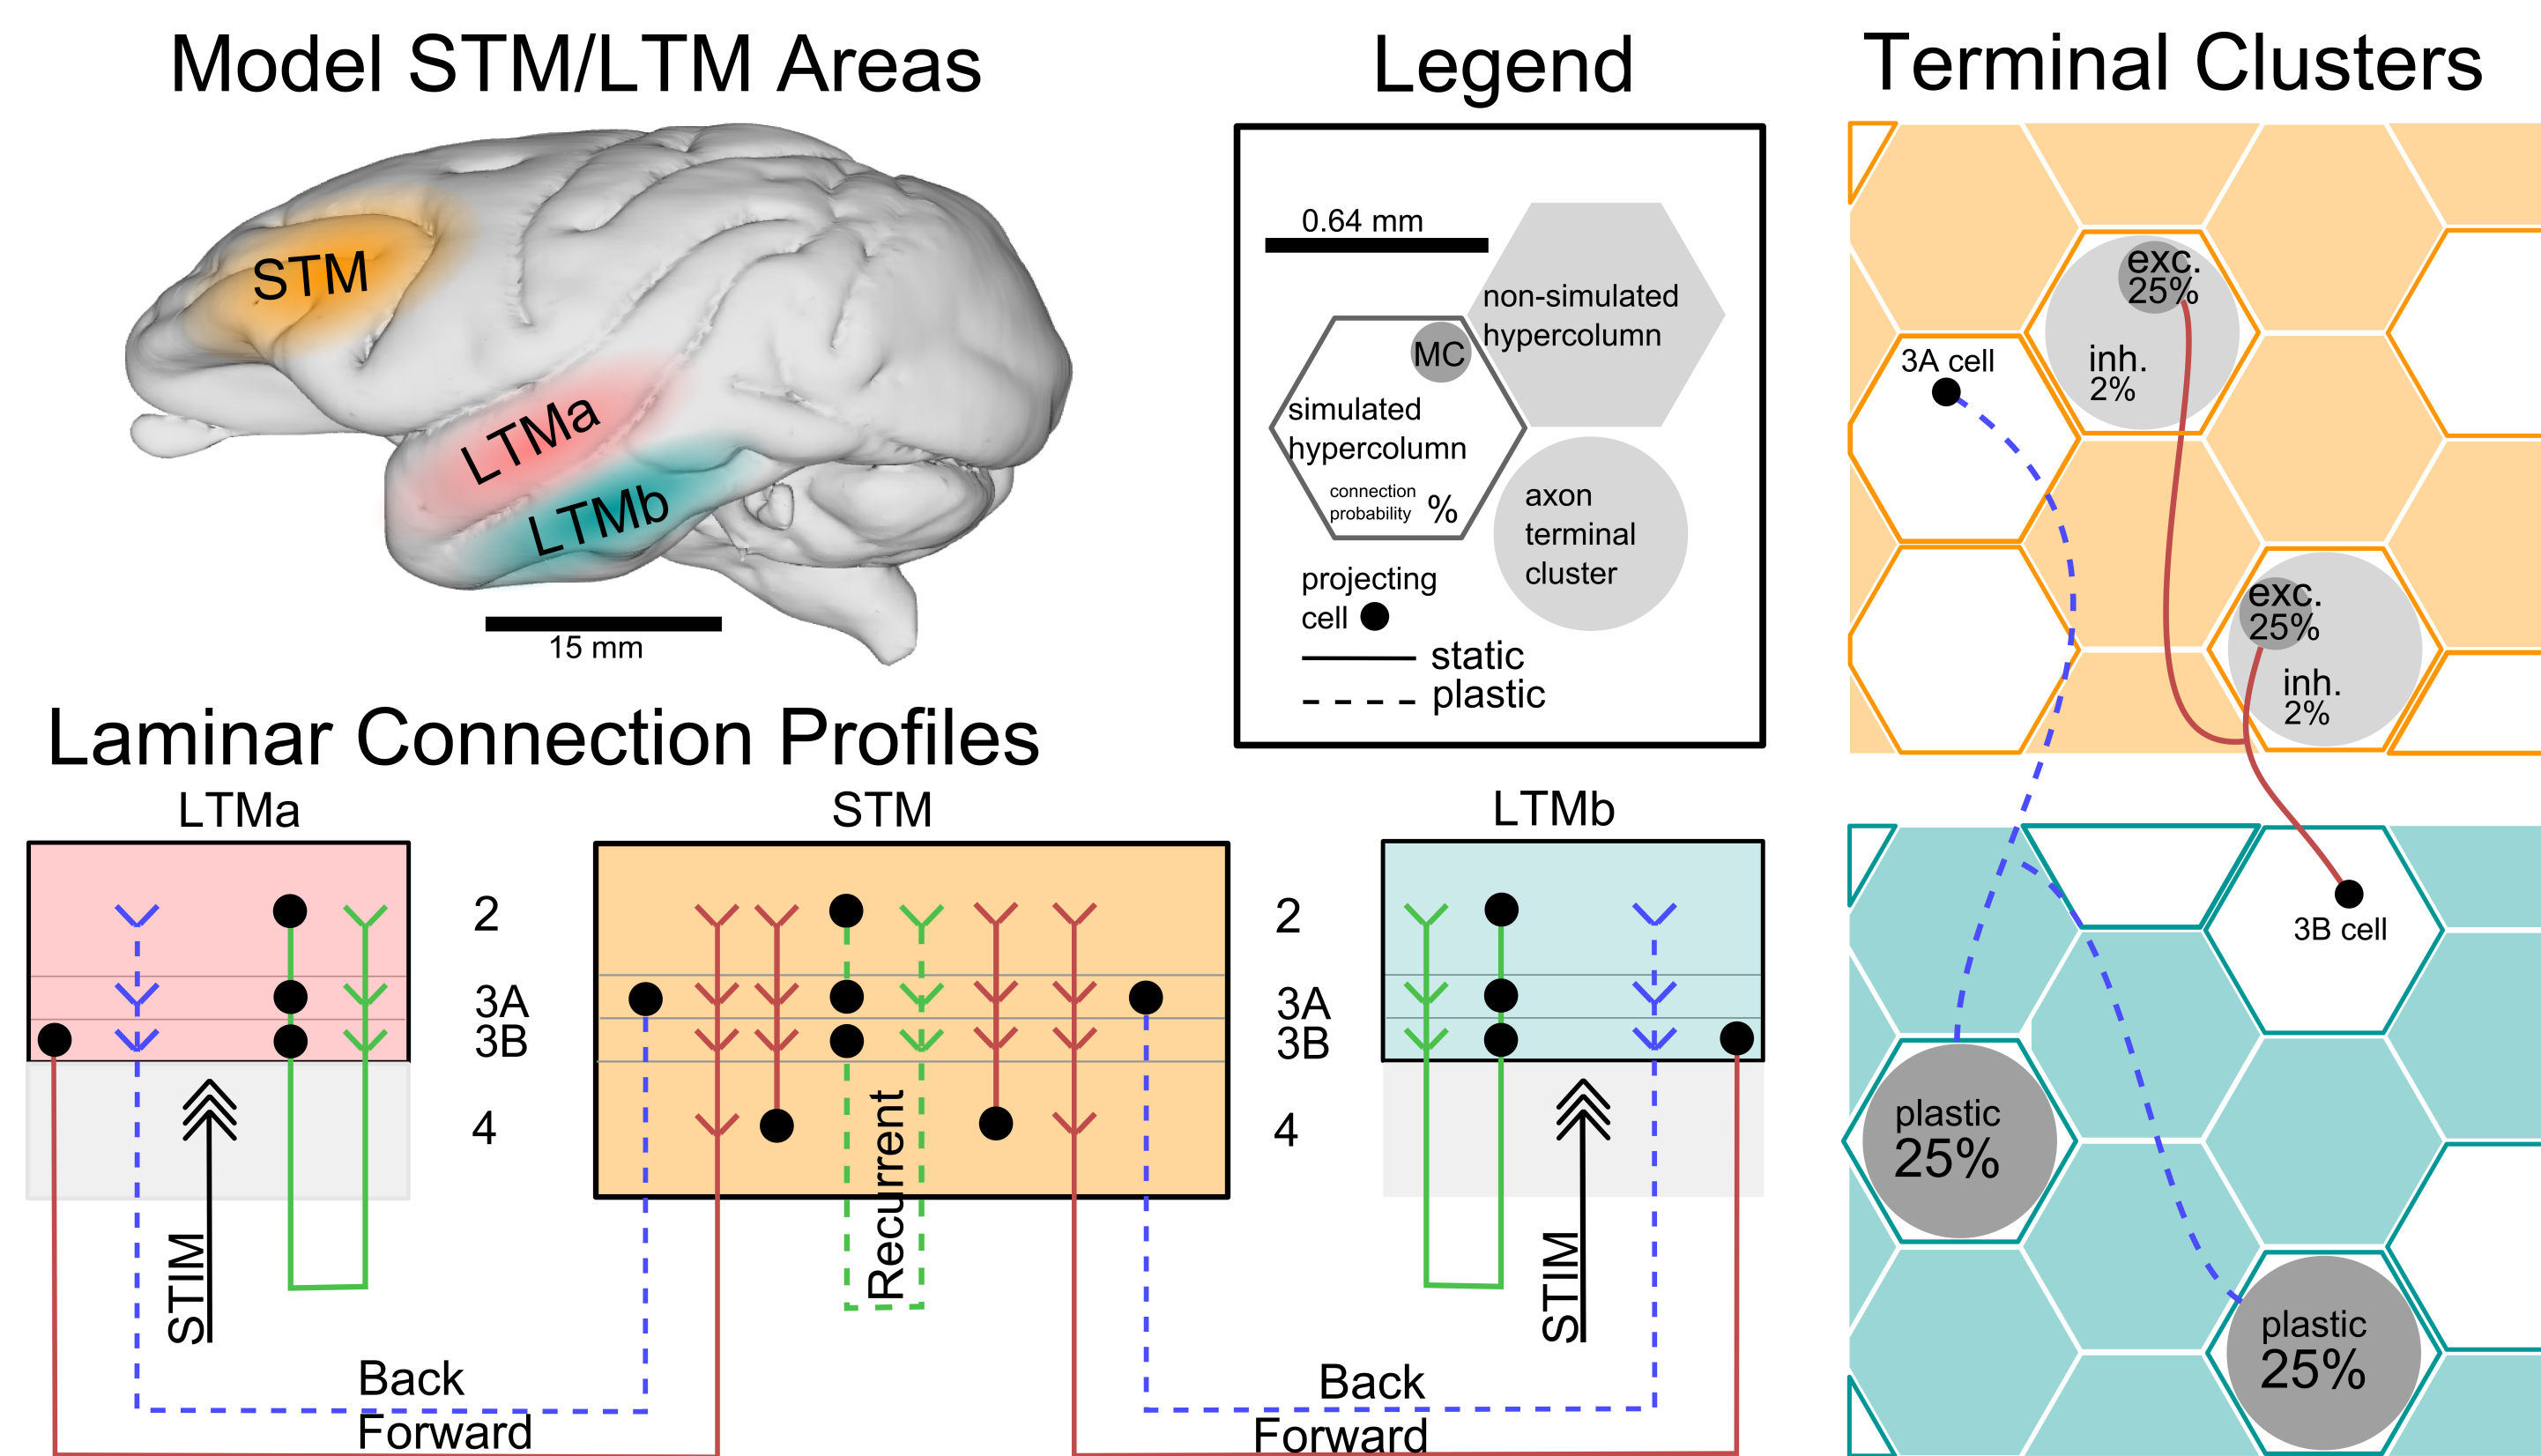 Model STM/LTM Areas
STM
LTMa
LTMb
15 mm
Legend
0.64 mm
non-simulated
hypercolumn
MC
simulated
hypercolumn
connection
probability %
axon
terminal
cluster
projecting
cell
static
plastic
Terminal Clusters
exc.
25%
inh.
2%
3A cell
exc.
25%
inh.
2%
3B cell
plastic
25%
plastic
25%
Laminar Connection Profiles
LTMa
STM
LTMb
2
3A
3B
4
2
3A
3B
4
STIM
Recurrent
STIM
Back
Forward
Back
Forward